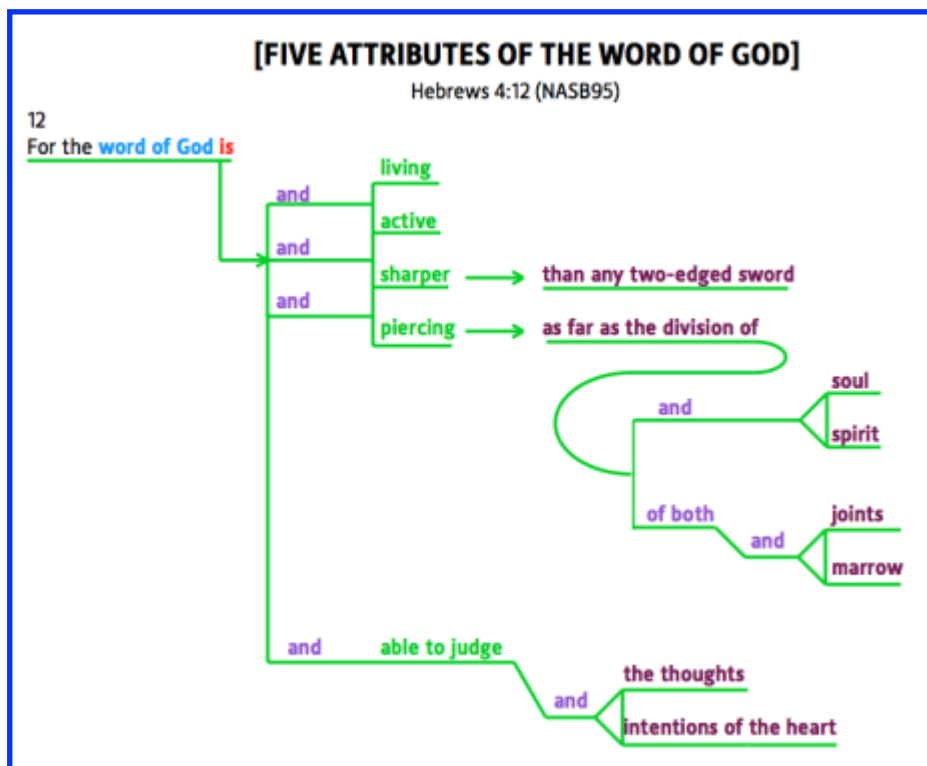 [FIVE ATTRIBUTES OF THE WORD OF GOD]
Hebrews 4:12 (NASB95)
12
For the word of God is
living
and
active
and
sharper
than any two-edged sword
and
piercing
as far as the division of
soul
and
spirit
of both
joints
and
marrow
and
able to judge
the thoughts
and
intentions of the heart